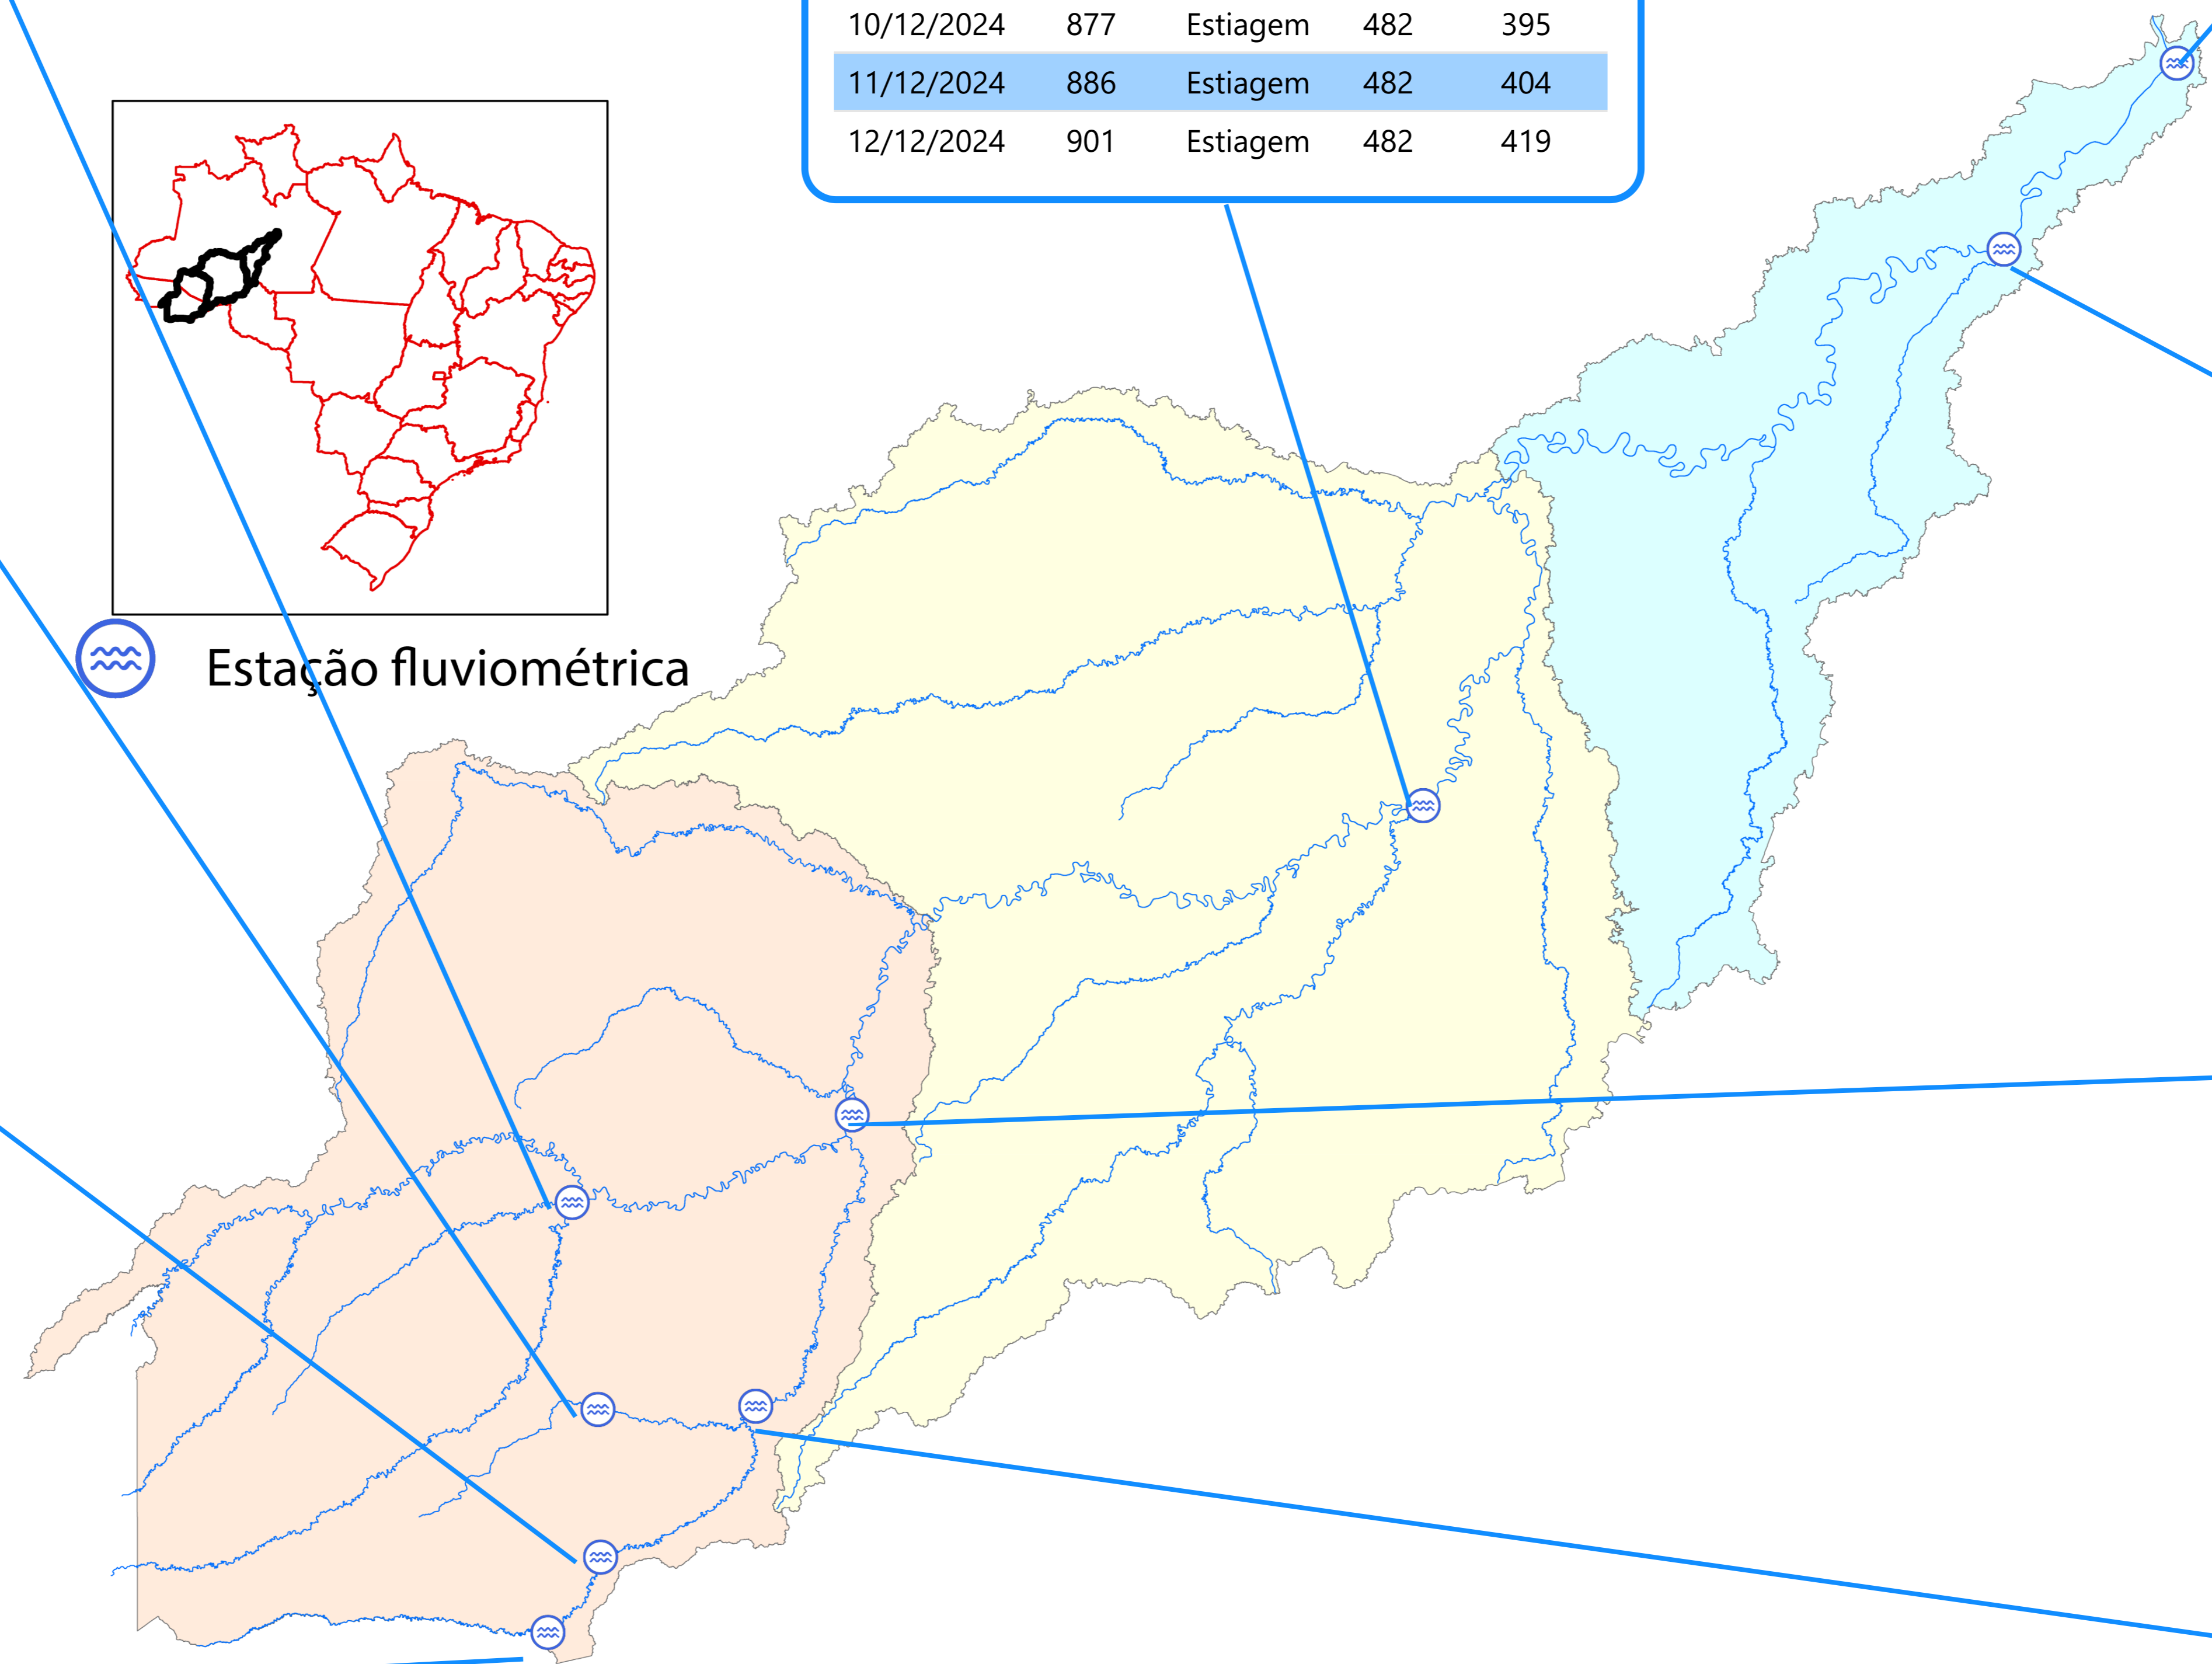 10/12/2024 877 Estiagem 482 395
11/12/2024 886 Estiagem 482 404
12/12/2024 901 Estiagem 482 419
Estação fluviométrica